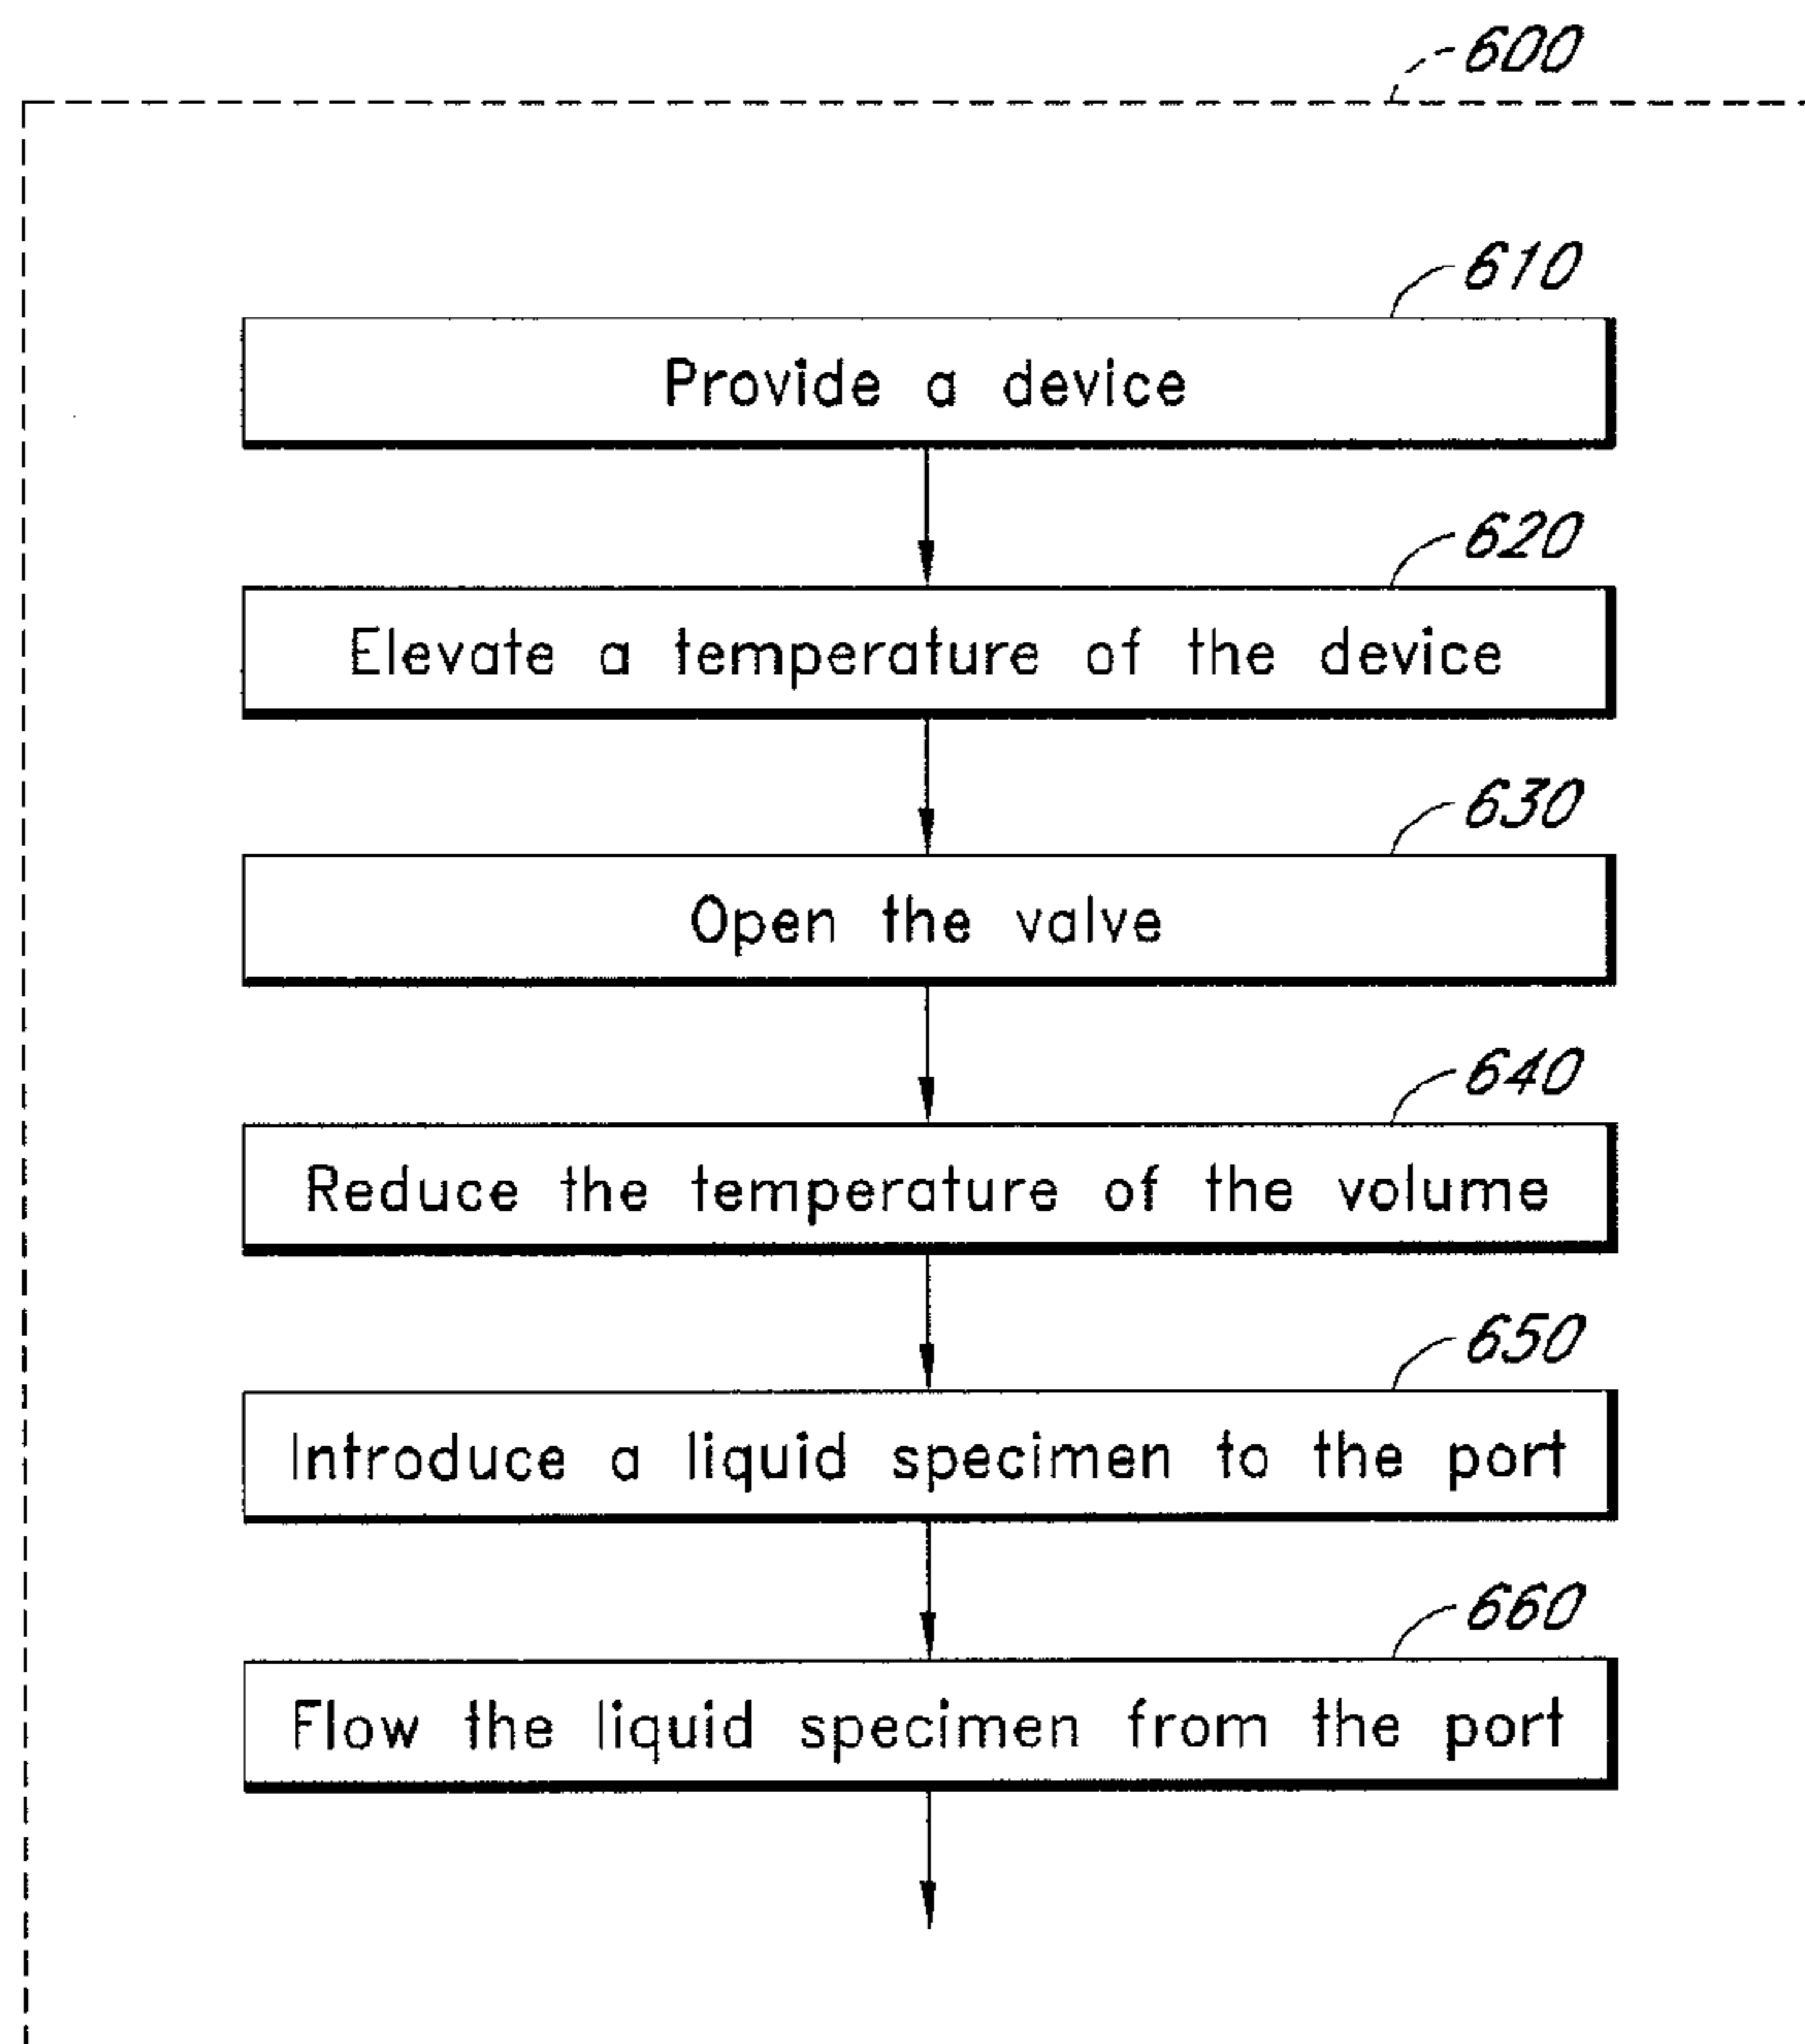 600
610
Provide a device
620
Elevate a temperature of the device
630
Open the valve
640
Reduce the temperature of the volume
650
Introduce a liquid specimen to the port
660
Flow the liquid specimen from the port